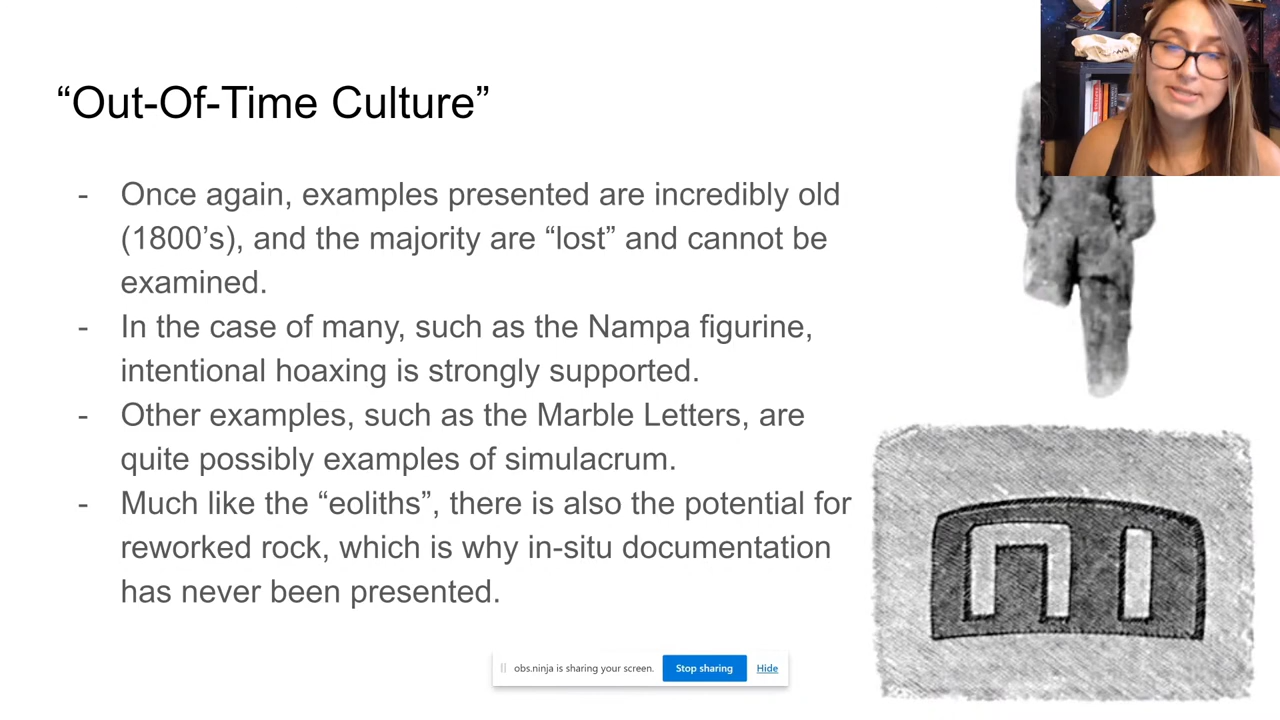 “Out-Of-Time Culture”
- Once again, examples presented are incredibly old
(1800’s), and the majority are “lost” and cannot be
examined.
- In the case of many, such as the Nampa figurine,
intentional hoaxing is strongly supported.
- Other examples, such as the Marble Letters, are
quite possibly examples of simulacrum.
- Much like the “eoliths”, there is also the potential for
reworked rock, which is why in-situ documentation
has never been presented.
obs.ninja is sharing your screen. Stop sharing Hide